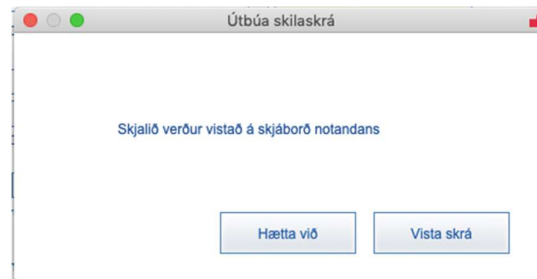 Útbúa skilaskrá
Skjalið verður vistað á skjáborð notandans
Hætta við
Vista skrá